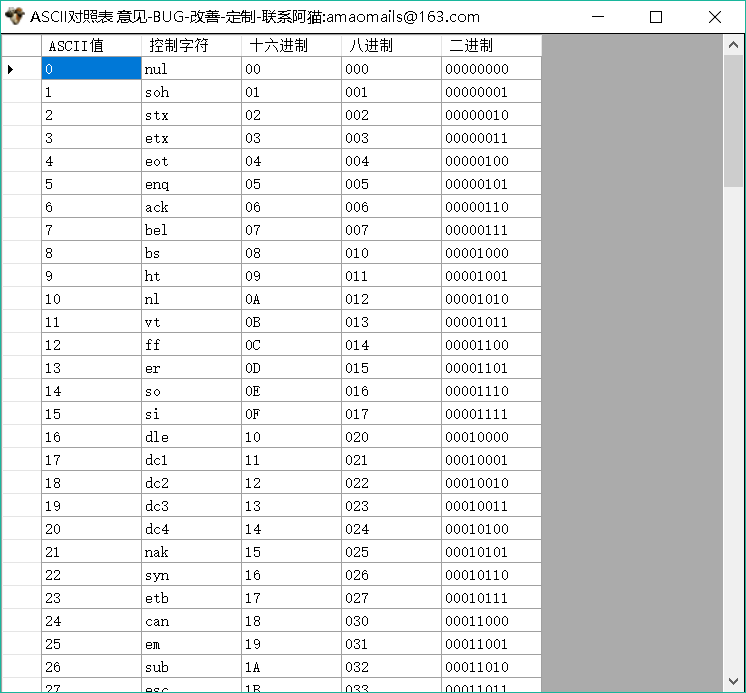 ASCII对照表 意见-BUG-改善-定制-联系阿猫:amaomails@163.com
ASCII值 控制字符 十六进制 八进制 二进制
0 nul 00 000 00000000
1 soh 01 001 00000001
2 stx 02 002 00000010
3 etx 03 003 00000011
4 eot 04 004 00000100
5 enq 05 005 00000101
6 ack 06 006 00000110
7 bel 07 007 00000111
8 bs 08 010 00001000
9 ht 09 011 00001001
10 nl 0A 012 00001010
11 vt 0B 013 00001011
12 ff 0C 014 00001100
13 er 0D 015 00001101
14 so 0E 016 00001110
15 si 0F 017 00001111
16 dle 10 020 00010000
17 dc1 11 021 00010001
18 dc2 12 022 00010010
19 dc3 13 023 00010011
20 dc4 14 024 00010100
21 nak 15 025 00010101
22 syn 16 026 00010110
23 etb 17 027 00010111
24 can 18 030 00011000
25 em 19 031 00011001
26 sub 1A 032 00011010
27 esc 1B 033 00011011